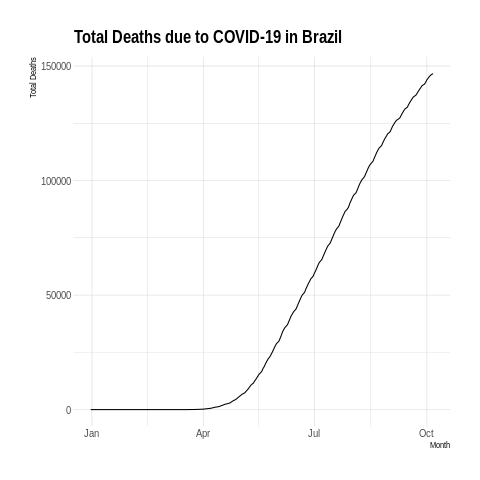 Total Deaths due to COVID-19 in Brazil
Total Deaths
150000
100000
50000
0
Jan Apr Jul Oct
Month